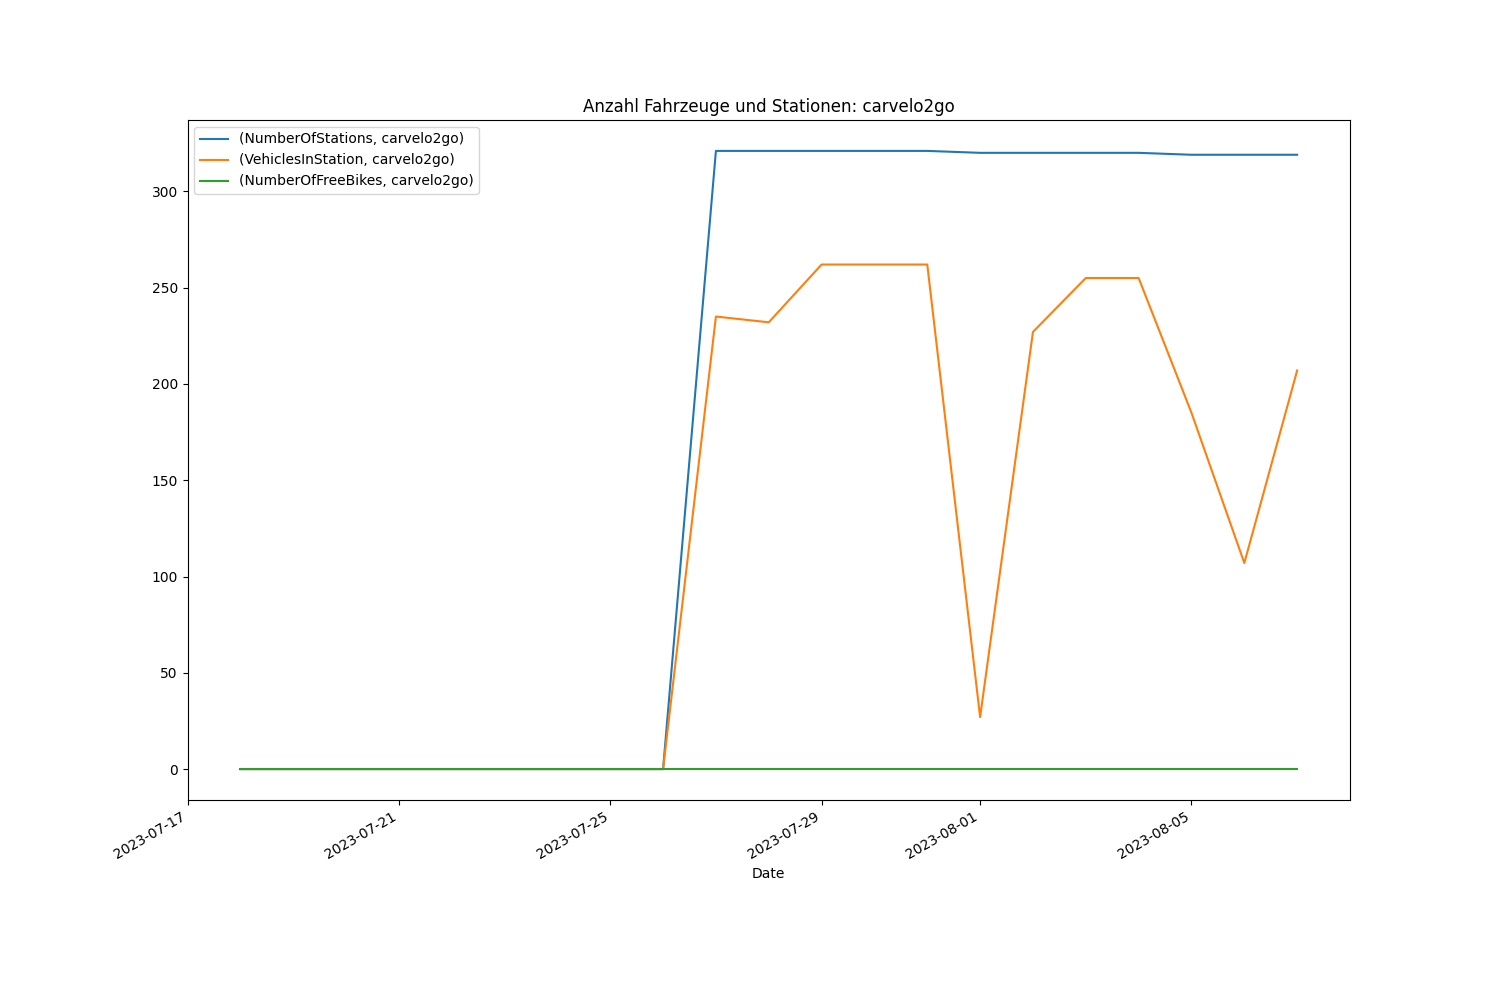 Anzahl Fahrzeuge und Stationen: carvelo2go
(NumberOfStations, carvelo2go)
(VehiclesInStation, carvelo2go)
(NumberOfFreeBikes, carvelo2go)
300
250
200
150
100
50
0
2023-07-17
2023-07-21
2023-07-25
2023-07-29
2023-08-01
2023-08-05
Date